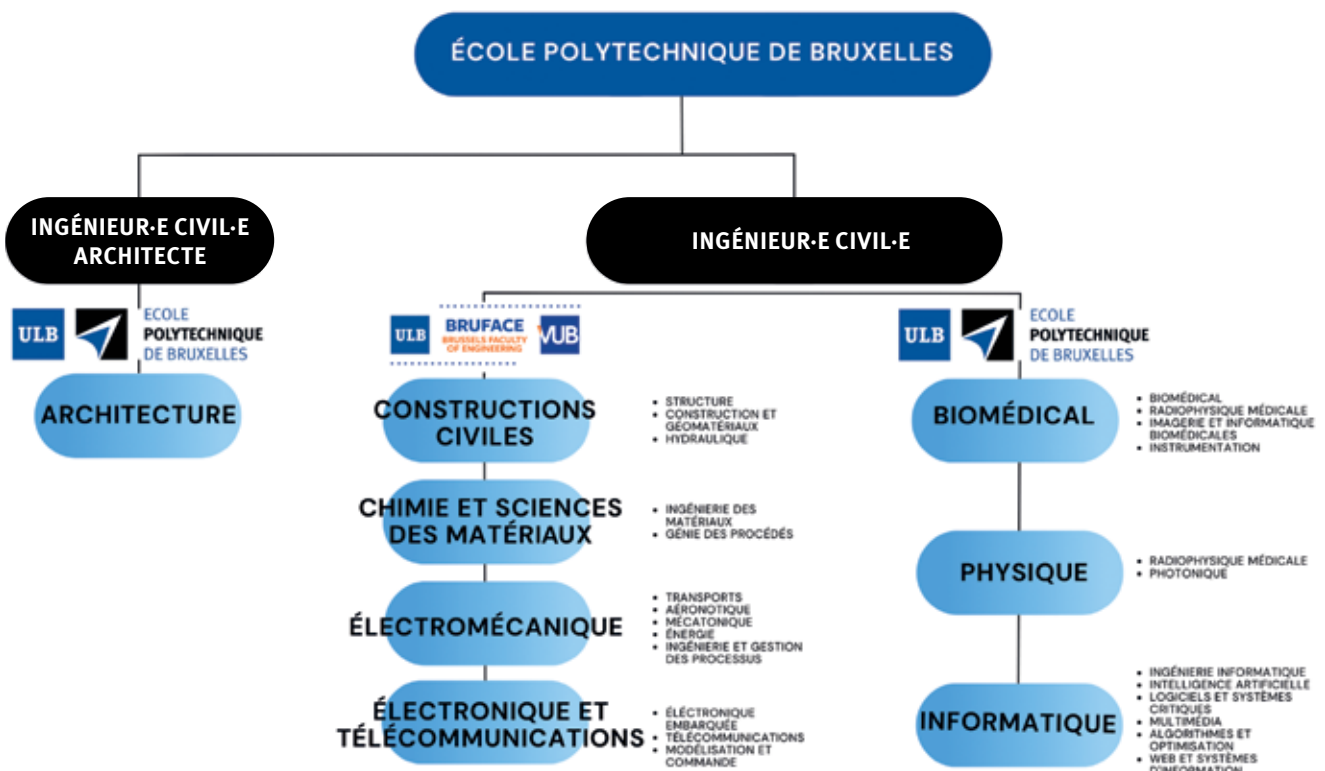 ÉCOLE POLYTECHNIQUE DE BRUXELLES
INGÉNIEUR·E CIVIL·E
ARCHITECTE
INGÉNIEUR·E CIVIL·E
ULB
ECOLE
POLYTECHNIQUE
DE BRUXELLES
ARCHITECTURE
ULB
BRUFACE
BRUSSELS FACULTY
OF ENGINEERING
VUB
CONSTRUCTIONS
CIVILES
• STRUCTURE
• CONSTRUCTION ET
GÉOMATÉRIAUX
• HYDRAULIQUE
CHIMIE ET SCIENCES
DES MATÉRIAUX
• INGÉNIERIE DES
MATÉRIAUX
• GÉNIE DES PROCÉDÉS
ÉLECTROMÉCANIQUE
• TRANSPORTS
• AÉRONOTIQUE
• MÉCATONIQUE
• ÉNERGIE
• INGÉNIERIE ET GESTION
DES PROCESSUS
ÉLECTRONIQUE ET
TÉLÉCOMMUNICATIONS
• ÉLÉCTRONIQUE
EMBARQUÉE
• TÉLÉCOMMUNICATIONS
• MODÉLISATION ET
COMMANDE
ULB
ECOLE
POLYTECHNIQUE
DE BRUXELLES
BIOMÉDICAL
• BIOMÉDICAL
• RADIOPHYSIQUE MÉDICALE
• IMAGERIE ET INFORMATIQUE
BIOMÉDICALES
• INSTRUMENTATION
PHYSIQUE
• RADIOPHYSIQUE MÉDICALE
• PHOTONIQUE
INFORMATIQUE
• INGÉNIERIE INFORMATIQUE
• INTELLIGENCE ARTIFICIELLE
• LOGICIELS ET SYSTÈMES
CRITIQUES
• MULTIMÉDIA
• ALGORITHMES ET
OPTIMISATION
• WEB ET SYSTÈMES
D'INFORMATION